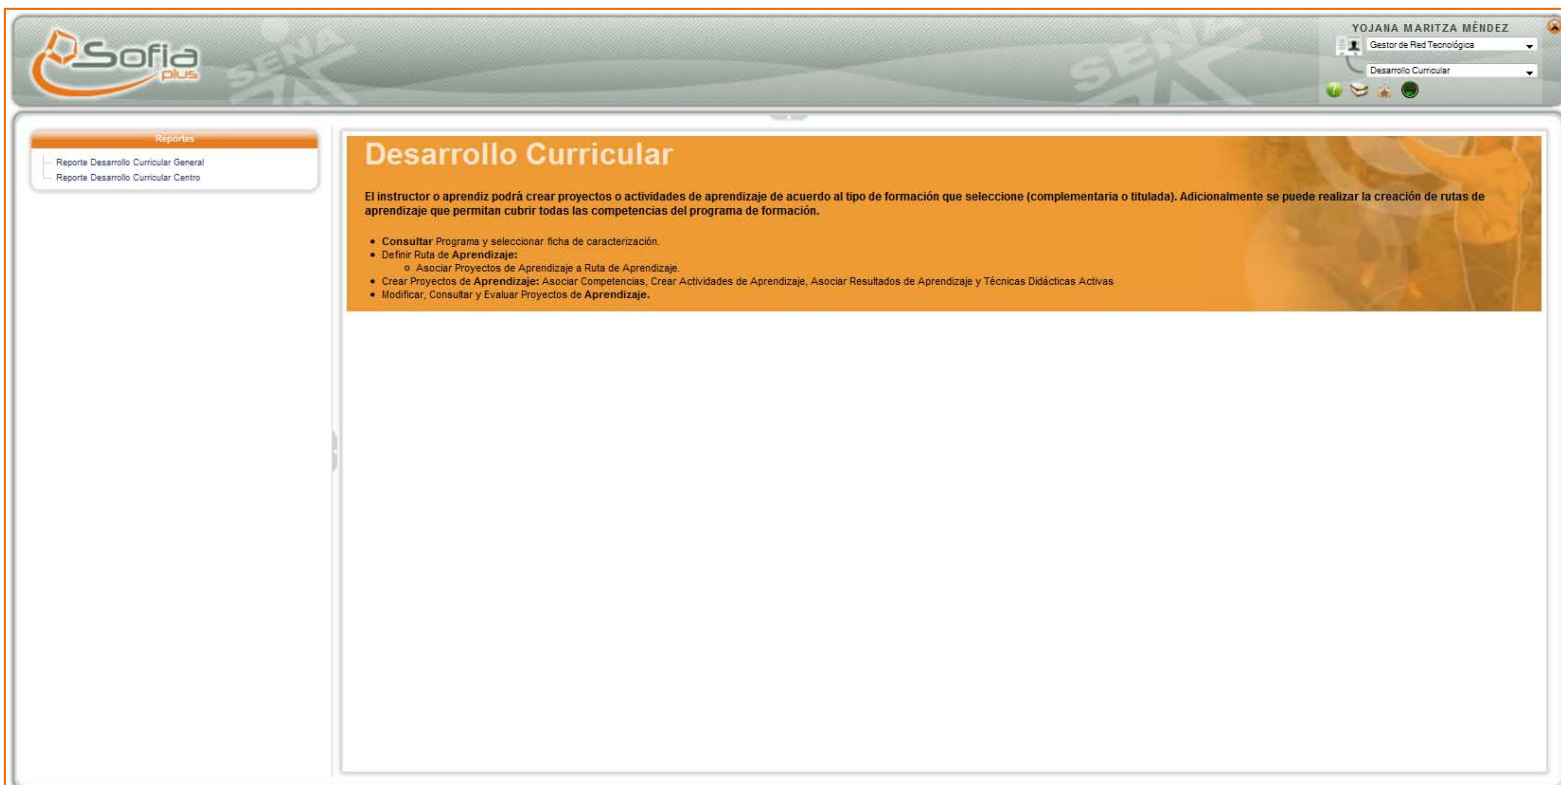 Sofia
plus
SENA
SENA
YOJANA MARITZA MÉNDEZ
Gestor de Red Tecnológica
Desarrollo Curricular
Reportes
Reporte Desarrollo Curricular General
Reporte Desarrollo Curricular Centro
Desarrollo Curricular
El instructor o aprendiz podrá crear proyectos o actividades de aprendizaje de acuerdo al tipo de formación que seleccione (complementaria o titulada). Adicionalmente se puede realizar la creación de rutas de
aprendizaje que permitan cubrir todas las competencias del programa de formación.
• Consultar Programa y seleccionar ficha de caracterización.
• Definir Ruta de Aprendizaje:
o Asociar Proyectos de Aprendizaje a Ruta de Aprendizaje.
• Crear Proyectos de Aprendizaje: Asociar Competencias, Crear Actividades de Aprendizaje, Asociar Resultados de Aprendizaje y Técnicas Didácticas Activas
• Modificar, Consultar y Evaluar Proyectos de Aprendizaje.